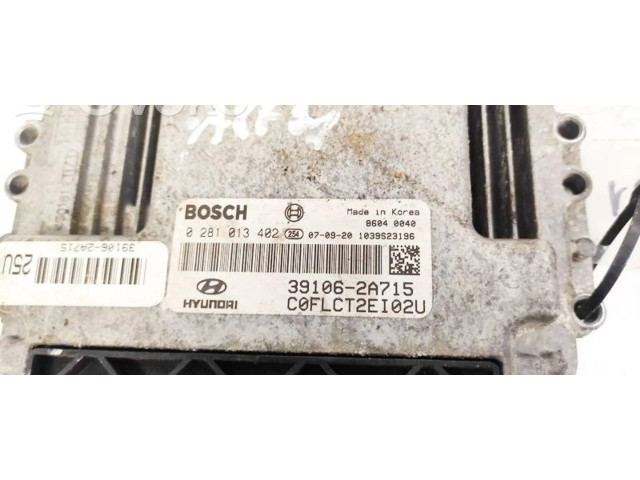 BOSCH
Made in Korea
8604 0040
0 281 013 402 254 07-09-20 1039S23196
39106-2A715
HYUNDAI
C0FLCT2EI02U
39106-2A715
25U